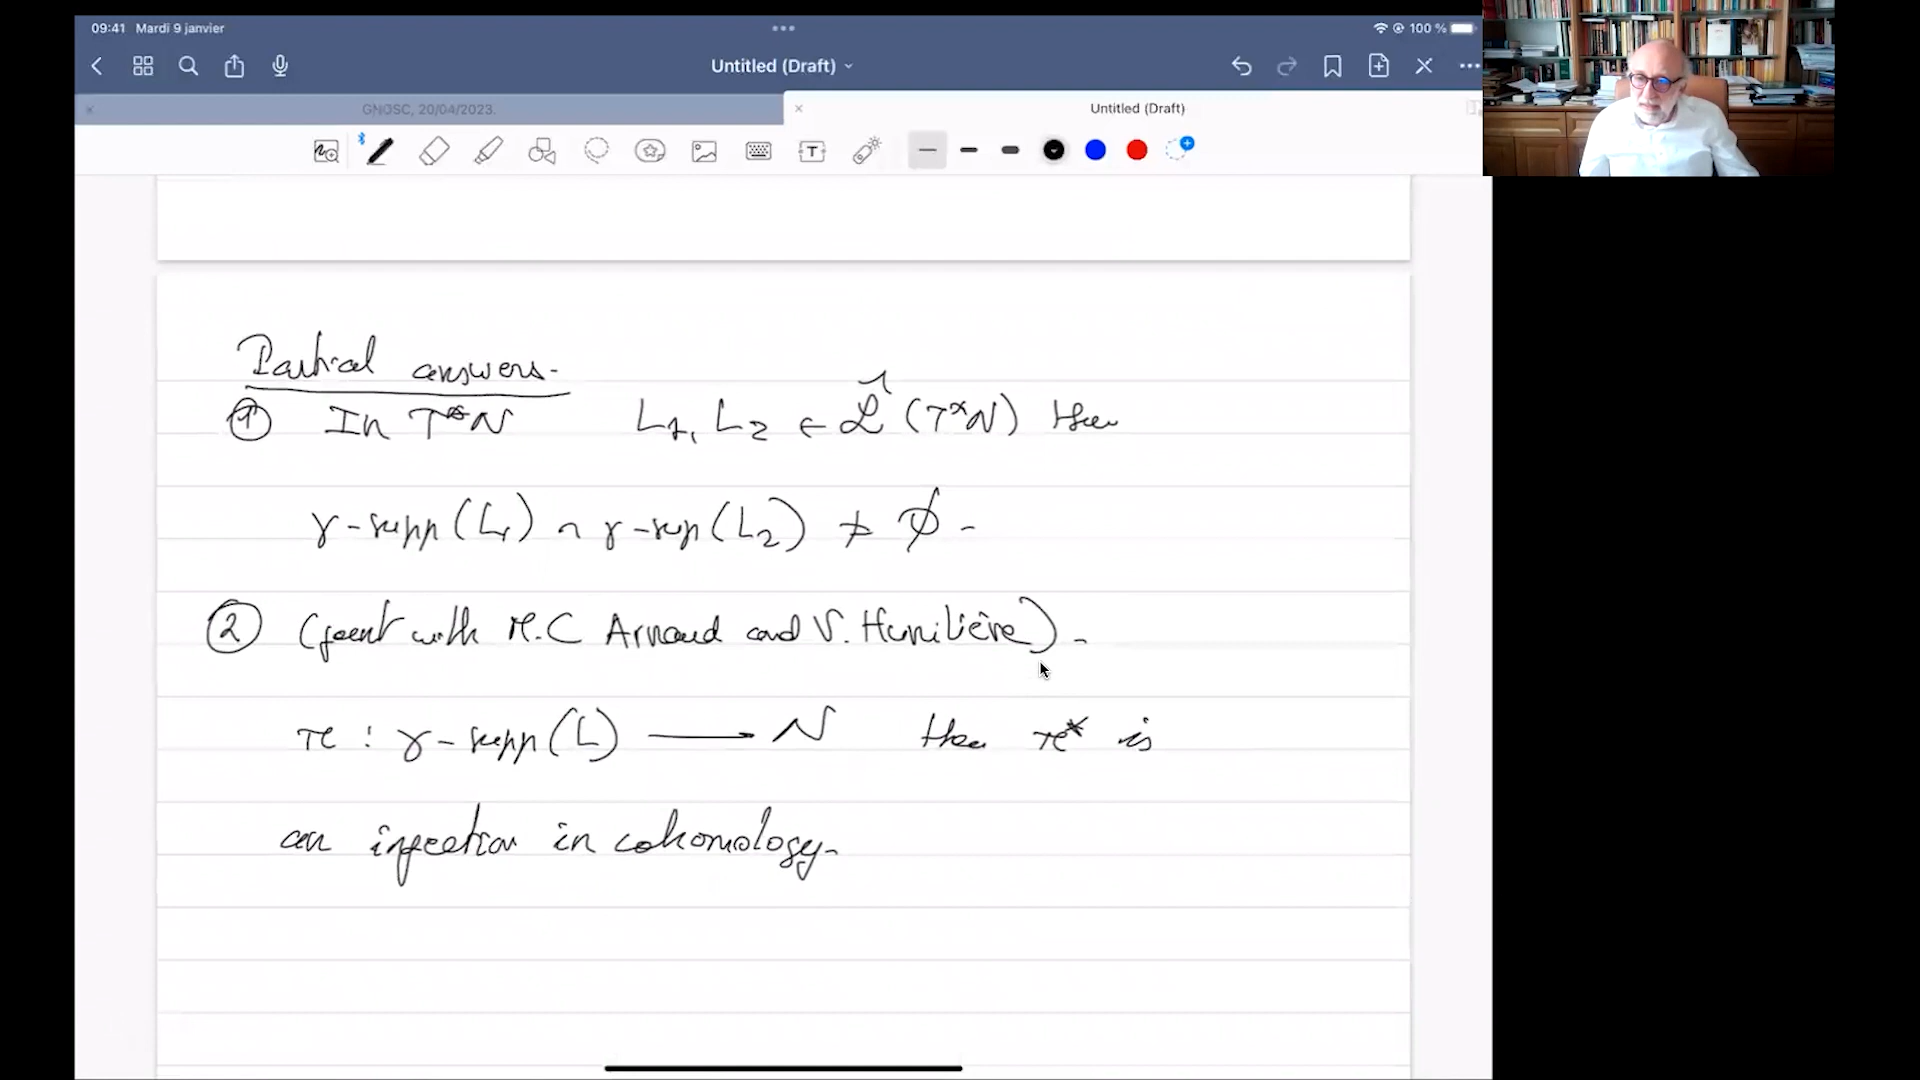 09:41 Mardi 9 janvier
100 %
Untitled (Draft)
GNOSC, 20/04/2023.
Untitled (Draft)
Partial answers.
① In T*N L₁, L₂ ∈ 𝓛̂ (T*N) then
γ-supp(L₁) ∩ γ-supp(L₂) ≠ ∅ -
② (joint with M.C Arnaud and V. Humilière) -
π : γ-supp(L) ⟶ N then π* is
an injection in cohomology.